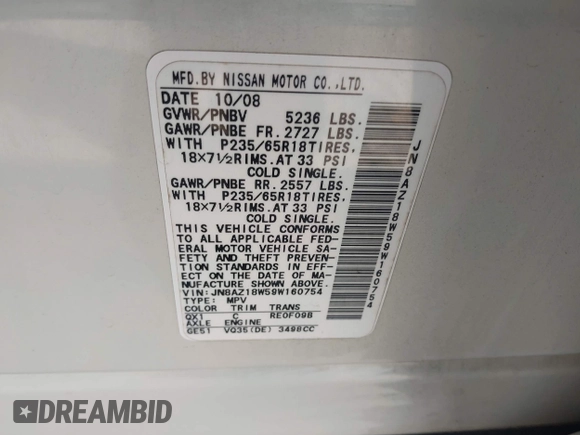 MFD.BY NISSAN MOTOR CO.,LTD.
DATE 10/08
GVWR/PNBV 5236 LBS.
GAWR/PNBE FR. 2727 LBS.
WITH P235/65R18TIRES,
18×7½RIMS.AT 33 PSI
COLD SINGLE.
GAWR/PNBE RR. 2557 LBS.
WITH P235/65R18TIRES,
18×7½RIMS.AT 33 PSI
COLD SINGLE.
THIS VEHICLE CONFORMS
TO ALL APPLICABLE FED-
ERAL MOTOR VEHICLE SA-
FETY AND THEFT PREVENTION
STANDARDS IN EFFECT
ON THE DATE OF MA-
NUFACTURE SHOWN ABOVE.
VIN: JN8AZ18W59W160754
TYPE: MPV
COLOR TRIM TRANS
QX1 C RE0F09B
AXLE ENGINE
GE51 VQ35(DE) 3498CC
JN8AZ18W59W160754
DREAMBID